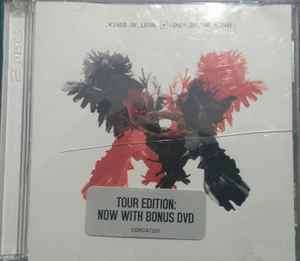 KINGS OF LEON • ONLY BY THE NIGHT
TOUR EDITION:
NOW WITH BONUS DVD